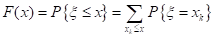 F(x) = P{ξ ≤ x} = ∑_{x_k ≤ x} P{ξ = x_k}